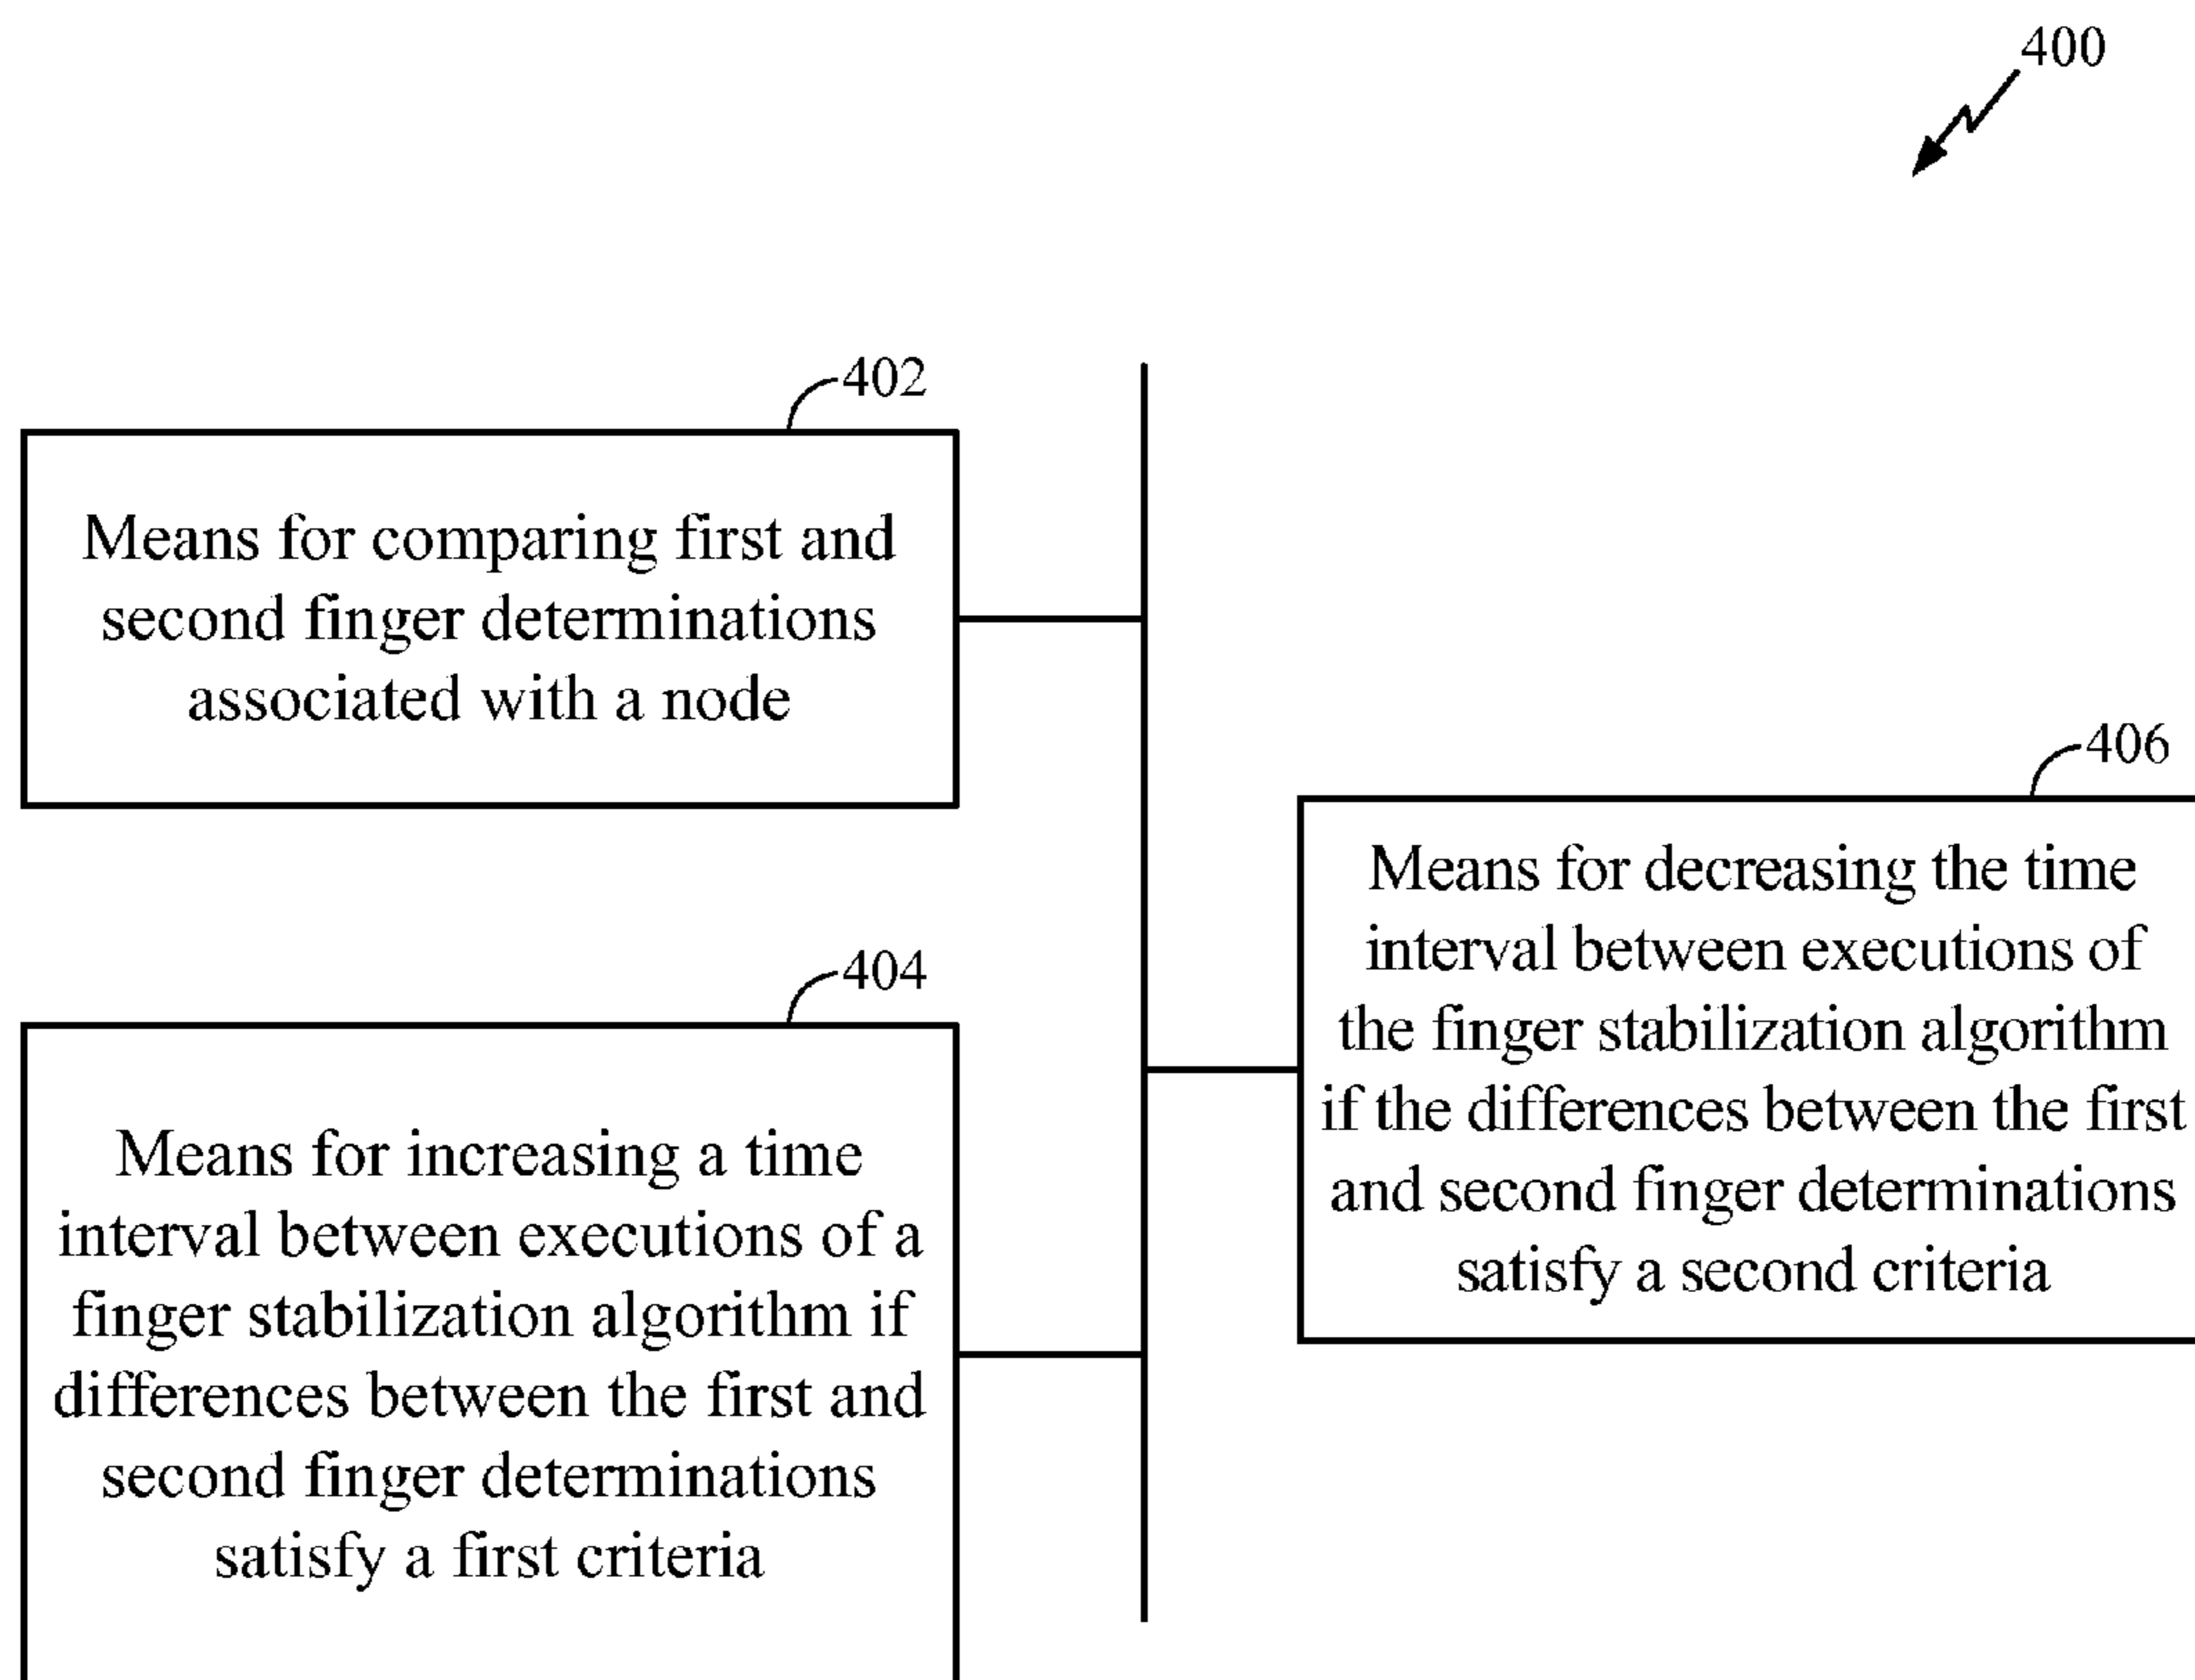 400
402
Means for comparing first and
second finger determinations
associated with a node
404
Means for increasing a time
interval between executions of a
finger stabilization algorithm if
differences between the first and
second finger determinations
satisfy a first criteria
406
Means for decreasing the time
interval between executions of
the finger stabilization algorithm
if the differences between the first
and second finger determinations
satisfy a second criteria